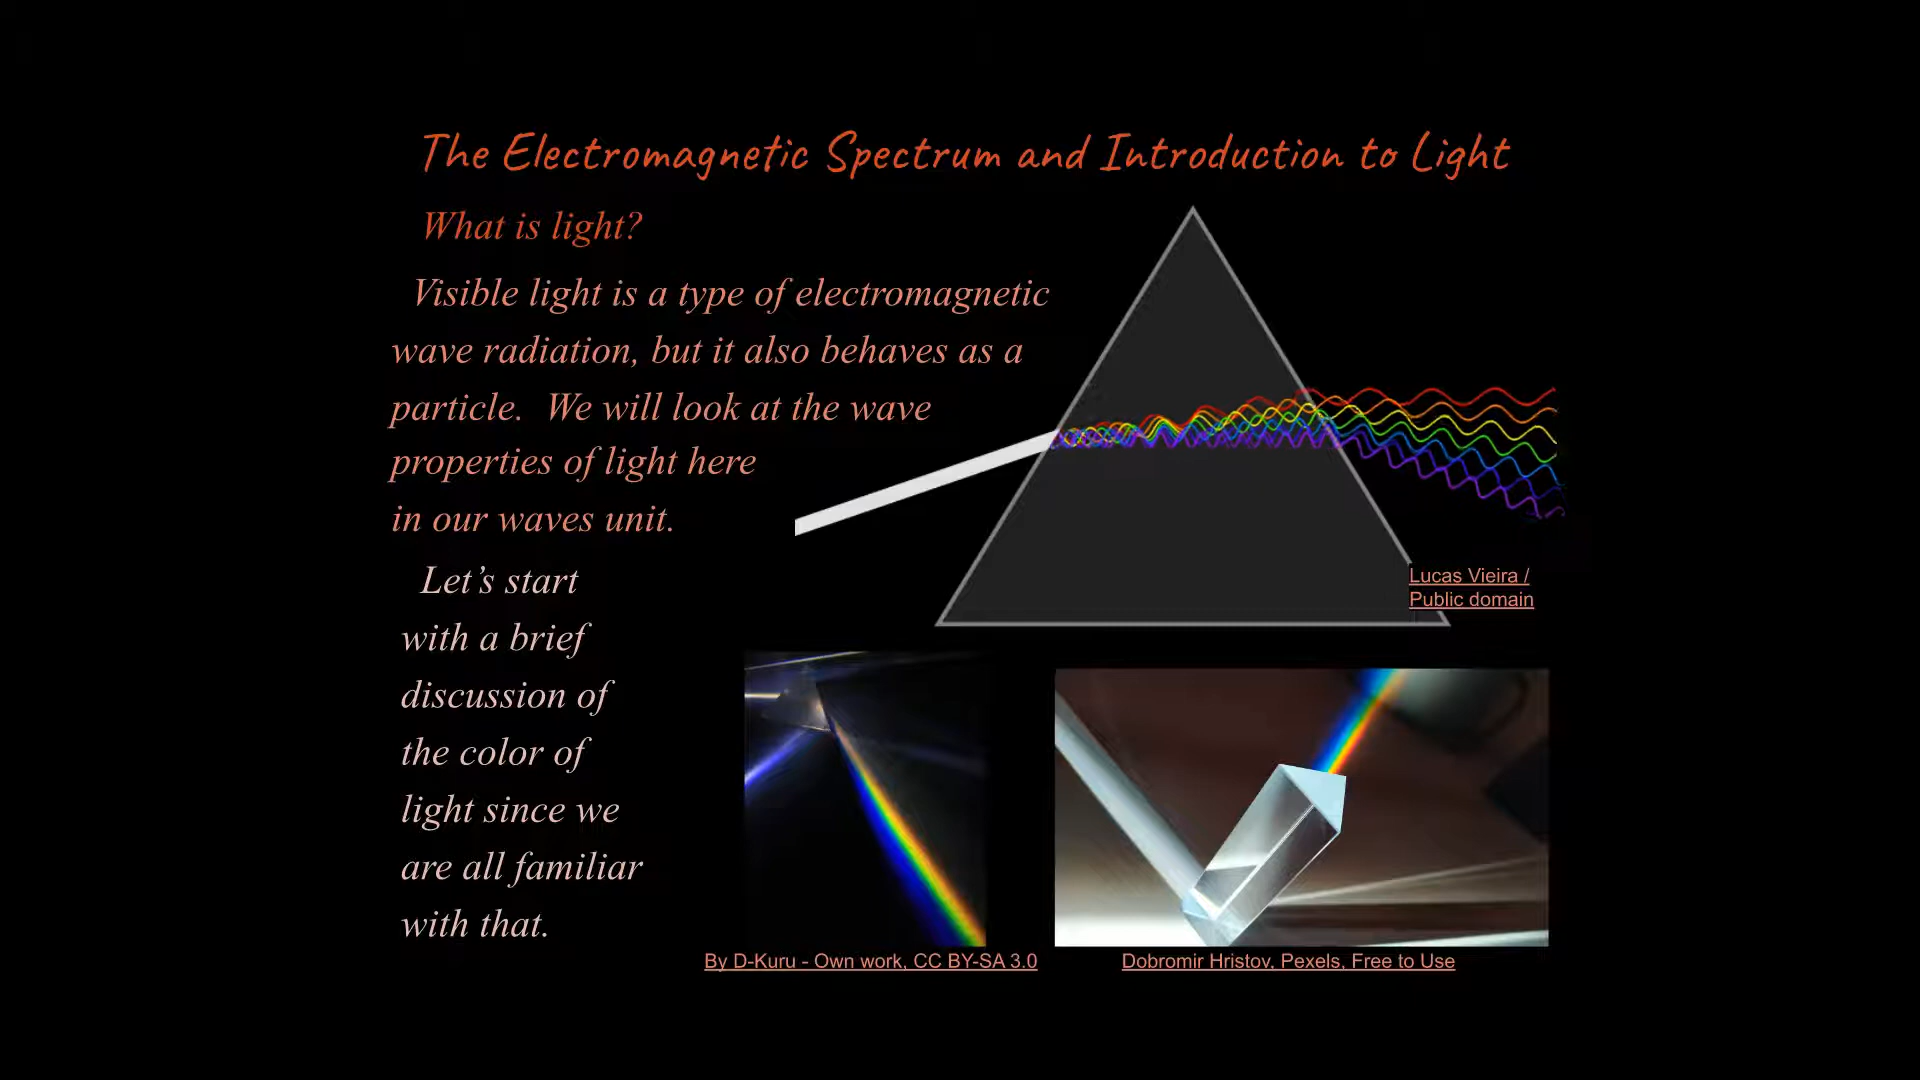 The Electromagnetic Spectrum and Introduction to Light
What is light?
Visible light is a type of electromagnetic
wave radiation, but it also behaves as a
particle.  We will look at the wave
properties of light here
in our waves unit.
Let’s start
with a brief
discussion of
the color of
light since we
are all familiar
with that.
Lucas Vieira /
Public domain
By D-Kuru - Own work, CC BY-SA 3.0
Dobromir Hristov, Pexels, Free to Use